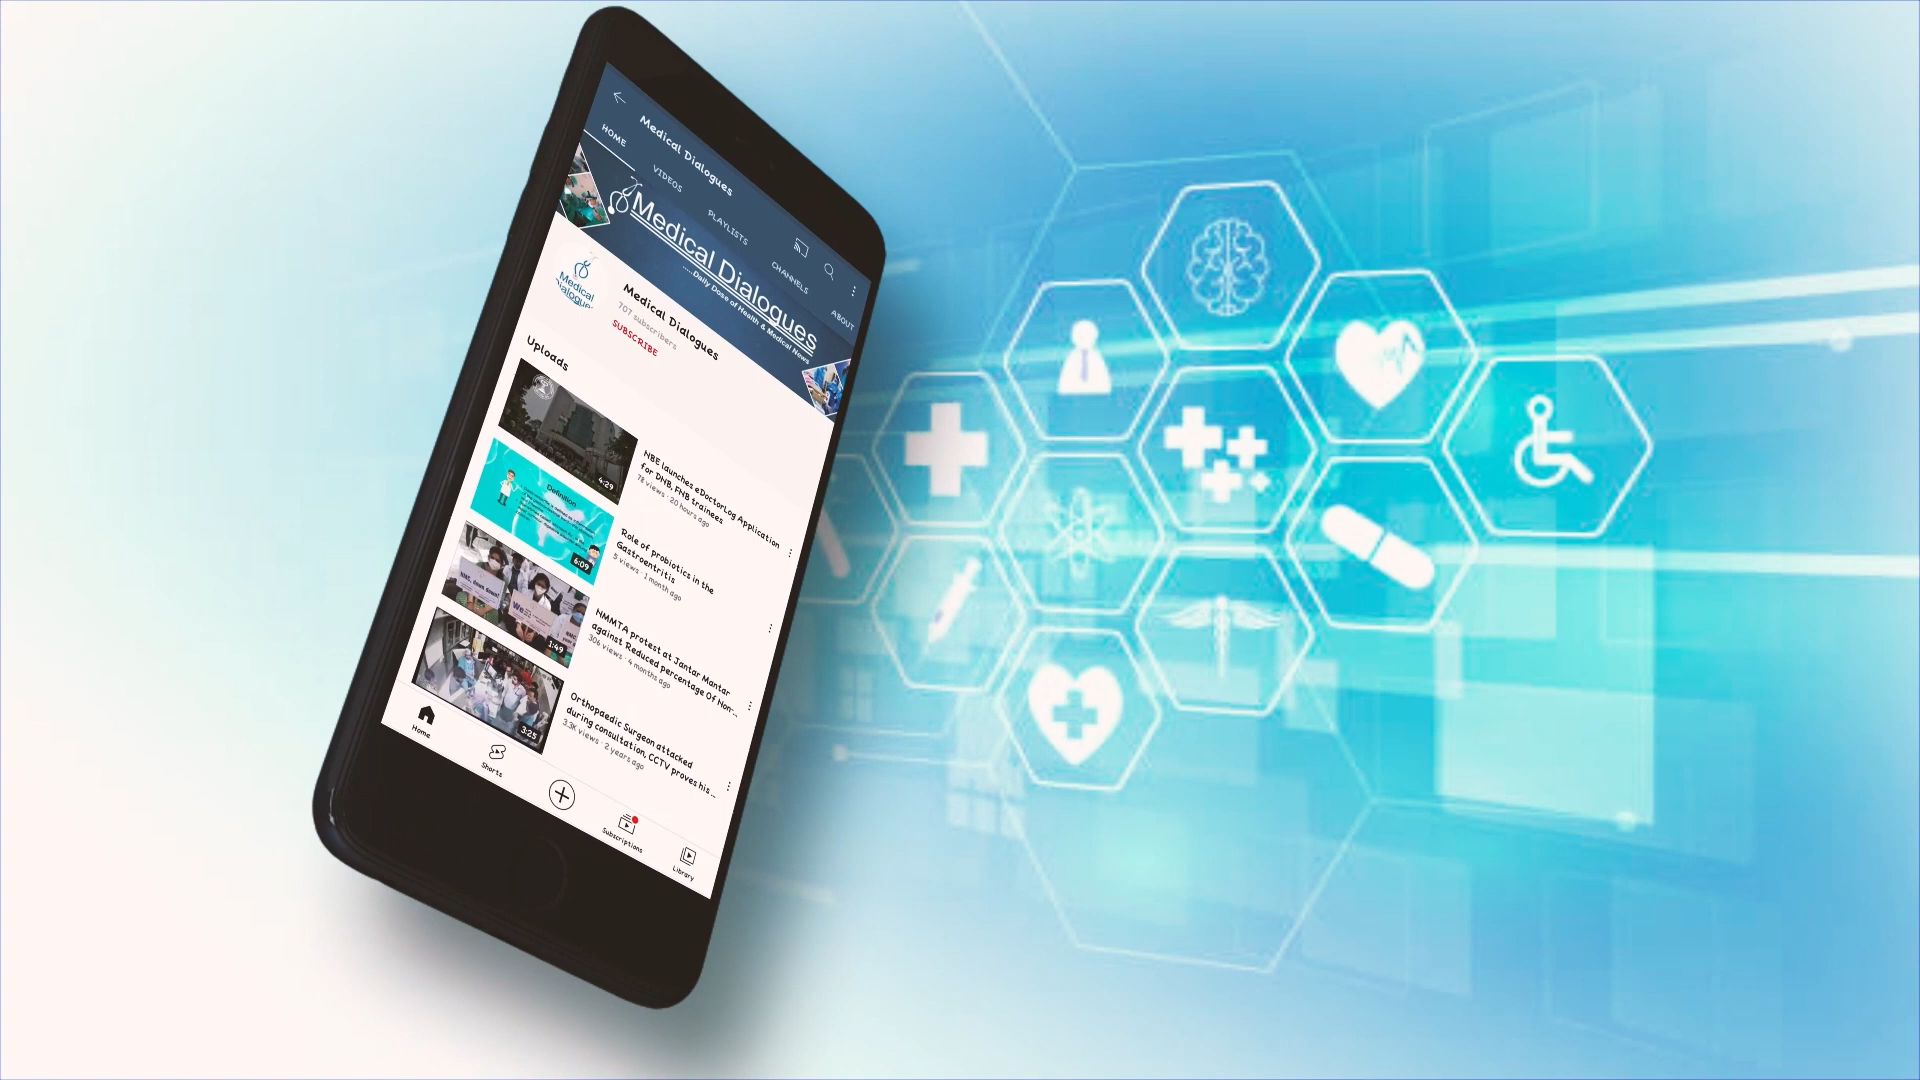 Medical Dialogues
HOME
VIDEOS
PLAYLISTS
CHANNELS
ABOUT
Medical Dialogues
.....Daily Dose of Health & Medical News
Medical
Dialogues
707 subscribers
SUBSCRIBE
Uploads
NBE launches eDoctorLog Application
for DNB, FNB trainees
78 views · 20 hours ago
4:29
Definition
Role of probiotics in the
Gastroentritis
5 views · 1 month ago
6:09
NMMTA protest at Jantar Mantar
against 'Reduced percentage Of Non-...
306 views · 4 months ago
1:49
Orthopaedic Surgeon attacked
during consultation, CCTV proves his ...
3.3K views · 2 years ago
3:25
Home
Shorts
Subscriptions
Library